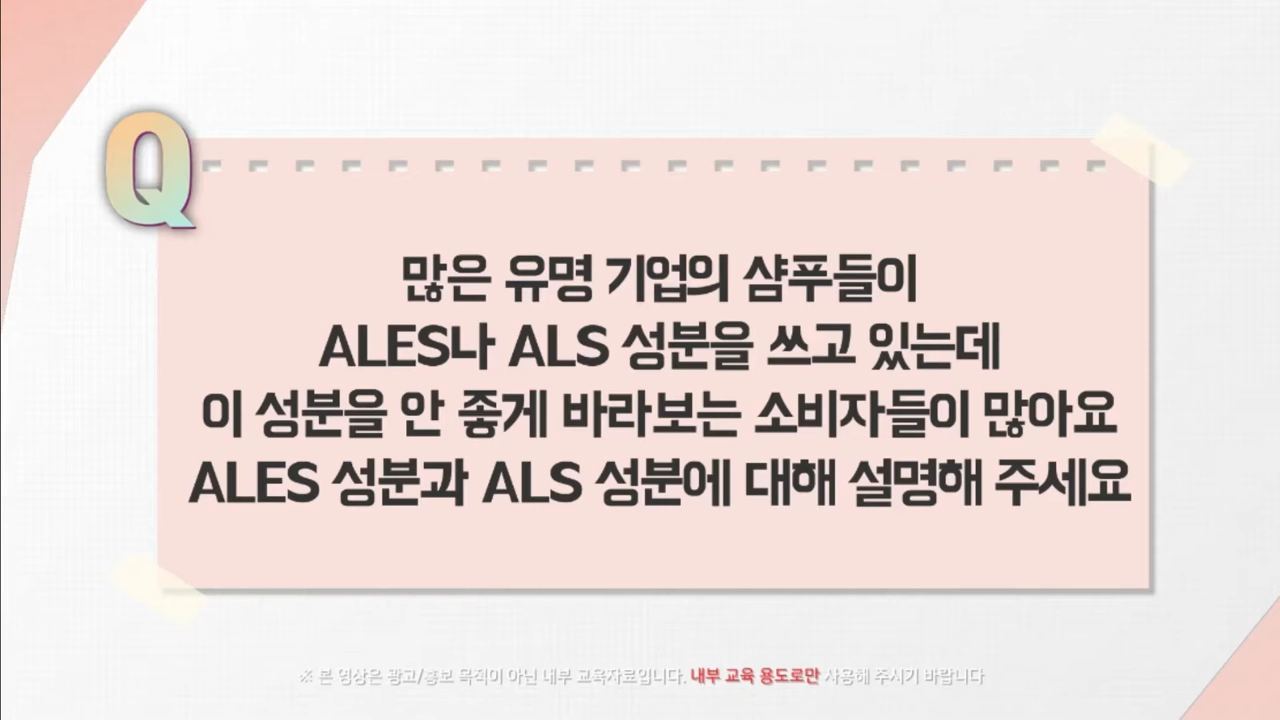 Q
많은 유명 기업의 샴푸들이
ALES나 ALS 성분을 쓰고 있는데
이 성분을 안 좋게 바라보는 소비자들이 많아요
ALES 성분과 ALS 성분에 대해 설명해 주세요
※ 본 영상은 광고/홍보 목적이 아닌 내부 교육자료입니다. 내부 교육 용도로만 사용해 주시기 바랍니다